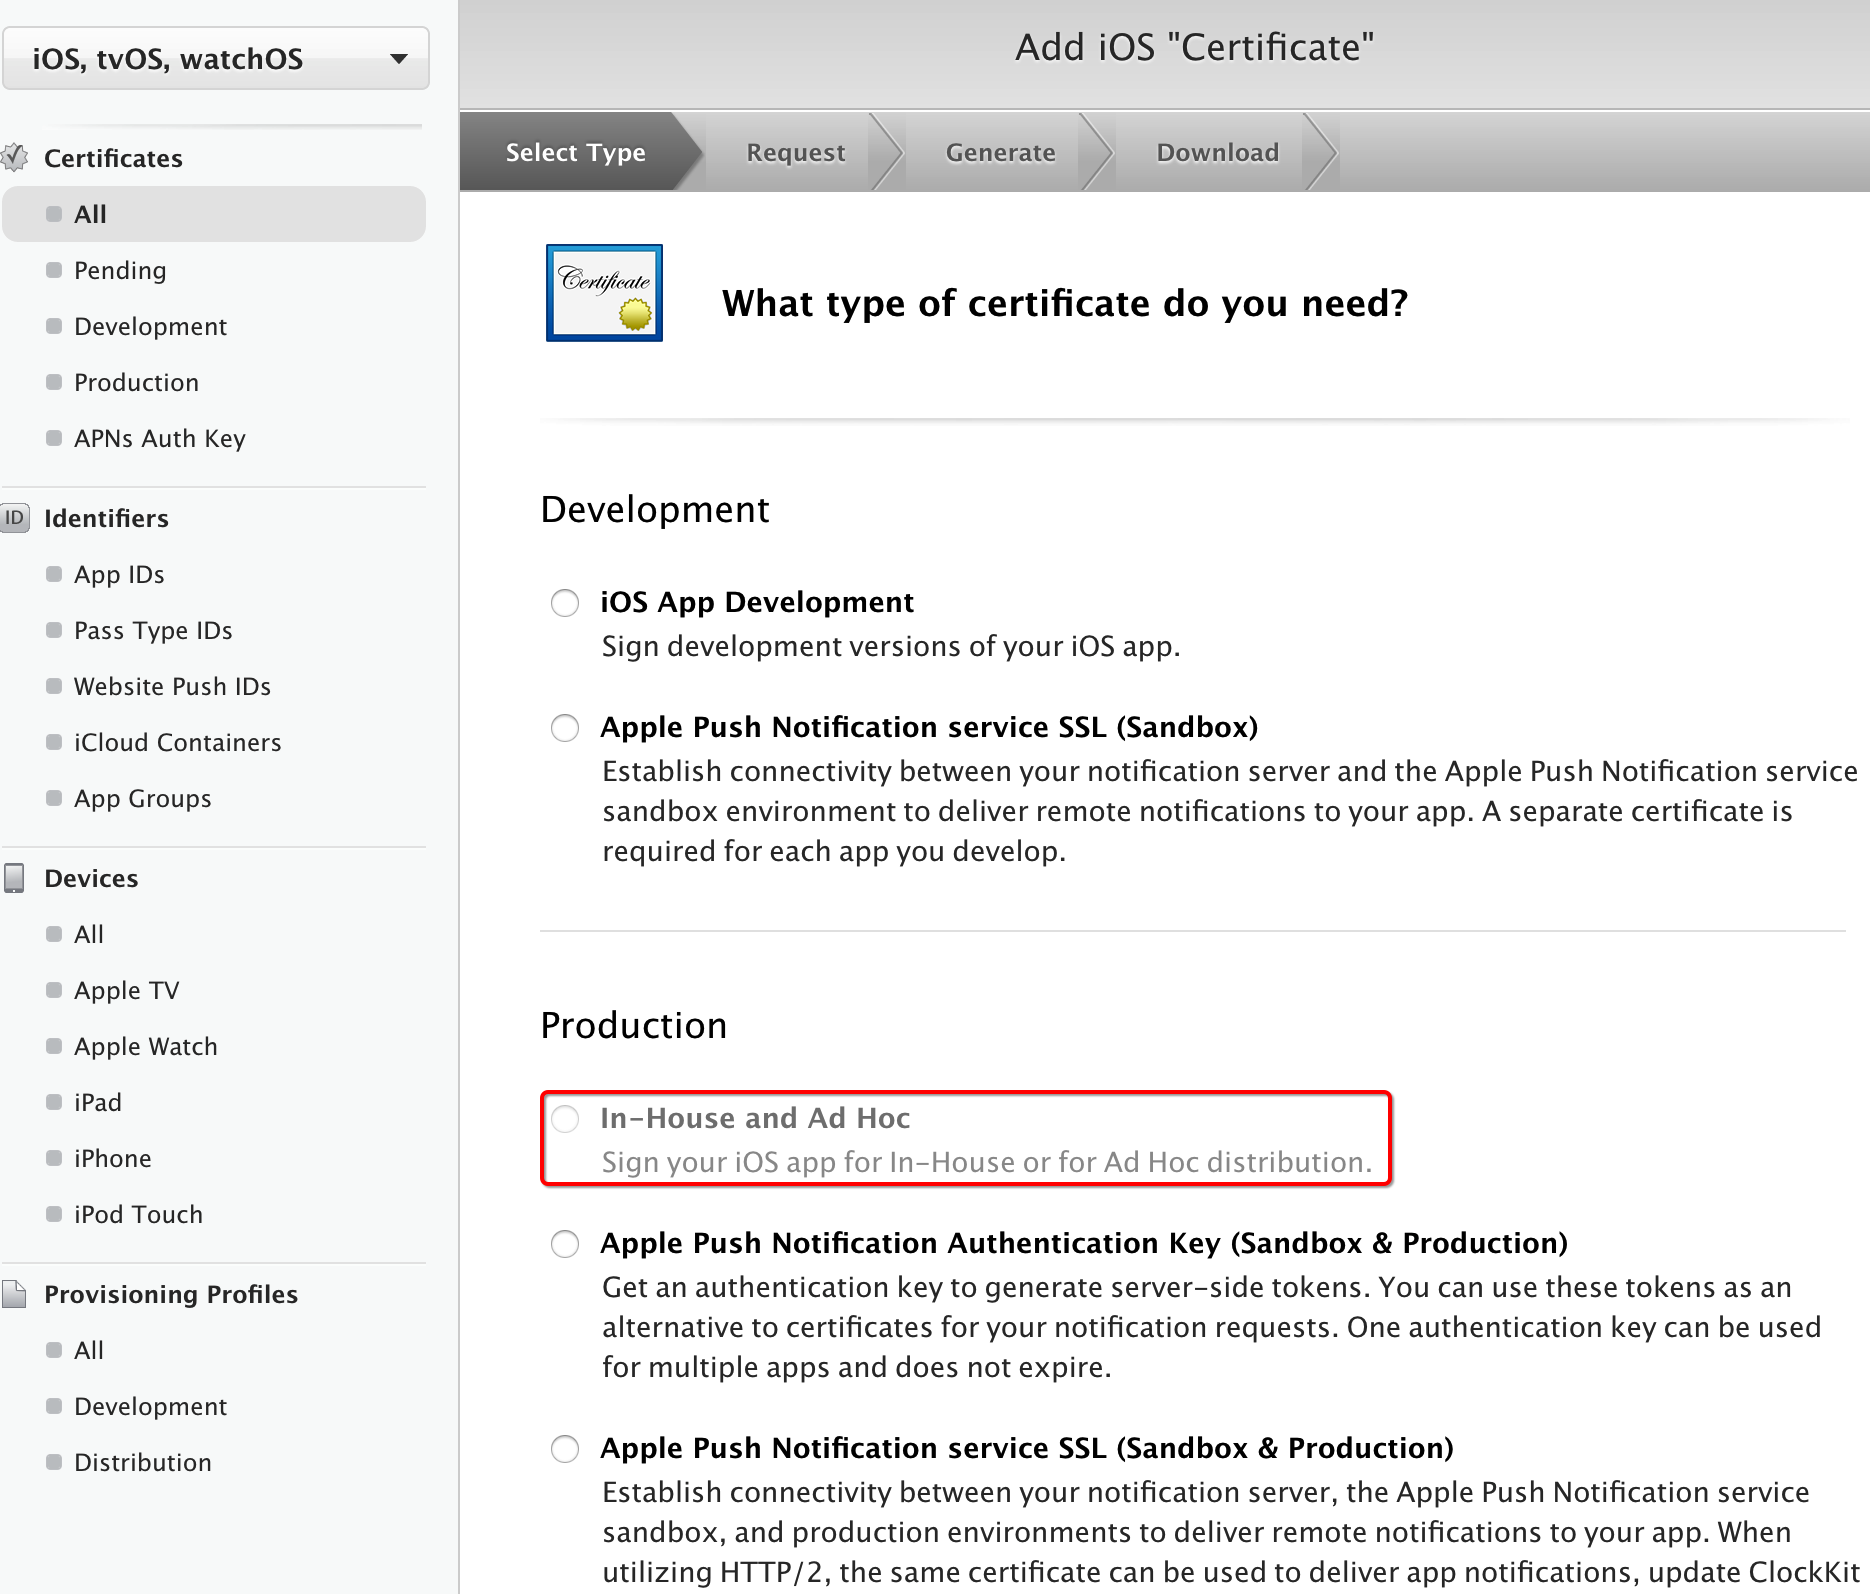 iOS, tvOS, watchOS
Certificates
All
Pending
Development
Production
APNs Auth Key
ID
Identifiers
App IDs
Pass Type IDs
Website Push IDs
iCloud Containers
App Groups
Devices
All
Apple TV
Apple Watch
iPad
iPhone
iPod Touch
Provisioning Profiles
All
Development
Distribution
Add iOS "Certificate"
Select Type
Request
Generate
Download
Certificate
What type of certificate do you need?
Development
iOS App Development
Sign development versions of your iOS app.
Apple Push Notification service SSL (Sandbox)
Establish connectivity between your notification server and the Apple Push Notification service
sandbox environment to deliver remote notifications to your app. A separate certificate is
required for each app you develop.
Production
In-House and Ad Hoc
Sign your iOS app for In-House or for Ad Hoc distribution.
Apple Push Notification Authentication Key (Sandbox & Production)
Get an authentication key to generate server-side tokens. You can use these tokens as an
alternative to certificates for your notification requests. One authentication key can be used
for multiple apps and does not expire.
Apple Push Notification service SSL (Sandbox & Production)
Establish connectivity between your notification server, the Apple Push Notification service
sandbox, and production environments to deliver remote notifications to your app. When
utilizing HTTP/2, the same certificate can be used to deliver app notifications, update ClockKit